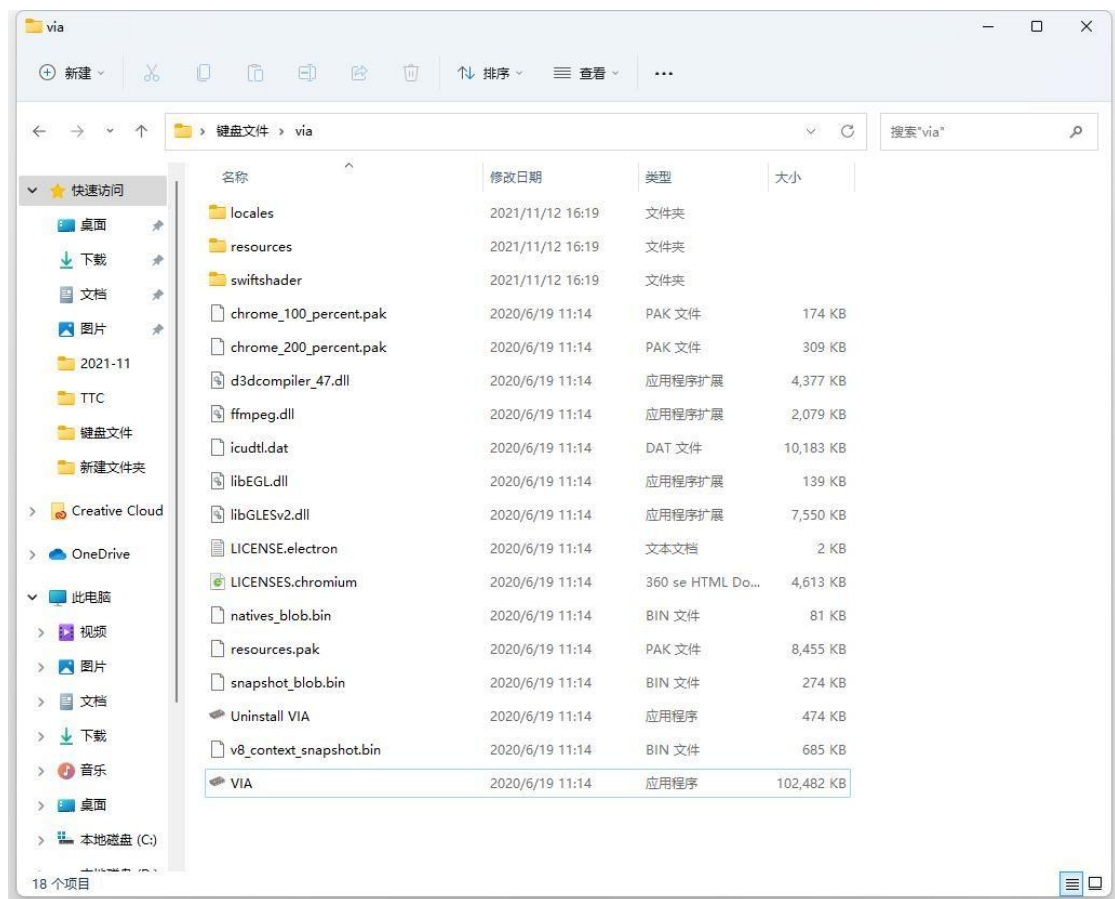 via
新建
排序
查看
键盘文件 › via
搜索"via"
快速访问
桌面
下载
文档
图片
2021-11
TTC
键盘文件
新建文件夹
Creative Cloud
OneDrive
此电脑
视频
图片
文档
下载
音乐
桌面
本地磁盘 (C:)
名称 修改日期 类型 大小
locales 2021/11/12 16:19 文件夹
resources 2021/11/12 16:19 文件夹
swiftshader 2021/11/12 16:19 文件夹
chrome_100_percent.pak 2020/6/19 11:14 PAK 文件 174 KB
chrome_200_percent.pak 2020/6/19 11:14 PAK 文件 309 KB
d3dcompiler_47.dll 2020/6/19 11:14 应用程序扩展 4,377 KB
ffmpeg.dll 2020/6/19 11:14 应用程序扩展 2,079 KB
icudtl.dat 2020/6/19 11:14 DAT 文件 10,183 KB
libEGL.dll 2020/6/19 11:14 应用程序扩展 139 KB
libGLESv2.dll 2020/6/19 11:14 应用程序扩展 7,550 KB
LICENSE.electron 2020/6/19 11:14 文本文档 2 KB
LICENSES.chromium 2020/6/19 11:14 360 se HTML Do... 4,613 KB
natives_blob.bin 2020/6/19 11:14 BIN 文件 81 KB
resources.pak 2020/6/19 11:14 PAK 文件 8,455 KB
snapshot_blob.bin 2020/6/19 11:14 BIN 文件 274 KB
Uninstall VIA 2020/6/19 11:14 应用程序 474 KB
v8_context_snapshot.bin 2020/6/19 11:14 BIN 文件 685 KB
VIA 2020/6/19 11:14 应用程序 102,482 KB
18 个项目